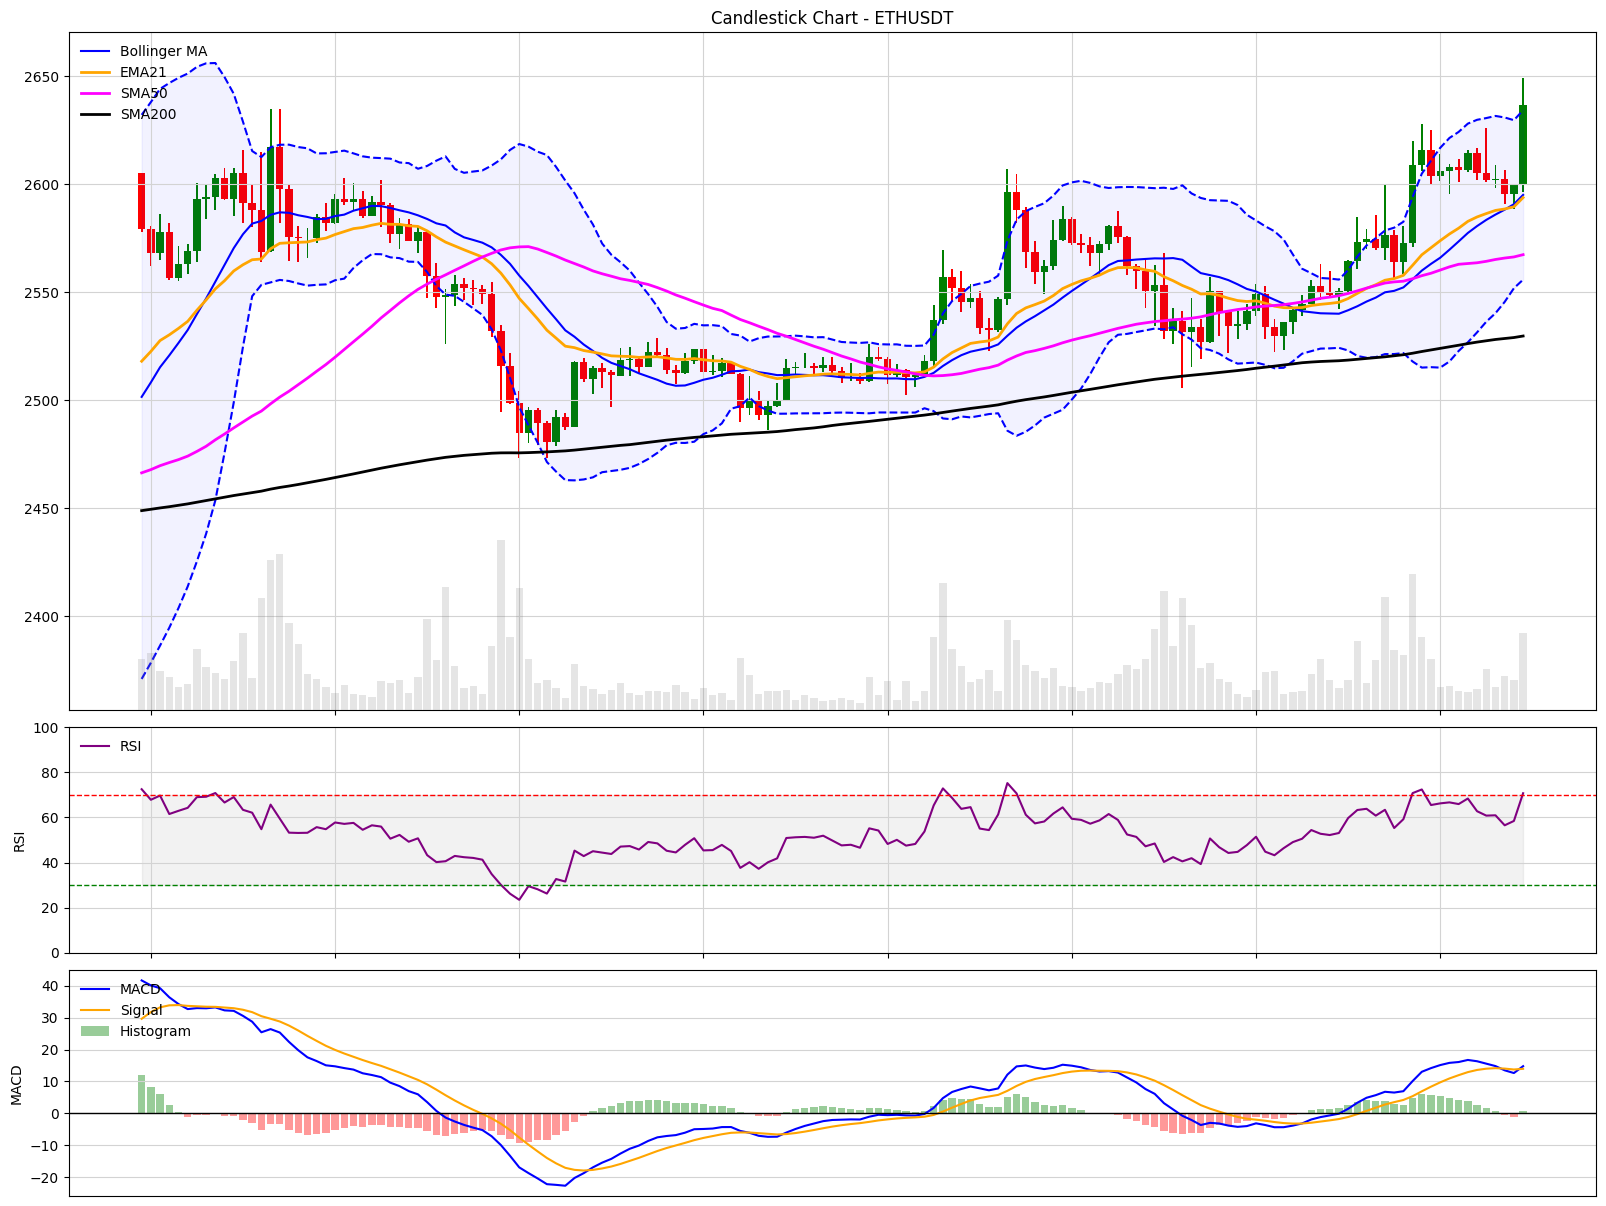 Candlestick Chart - ETHUSDT
Bollinger MA
EMA21
SMA50
SMA200
2650
2600
2550
2500
2450
2400
RSI
100
80
60
40
20
0
RSI
MACD
Signal
Histogram
40
30
20
10
0
−10
−20
MACD